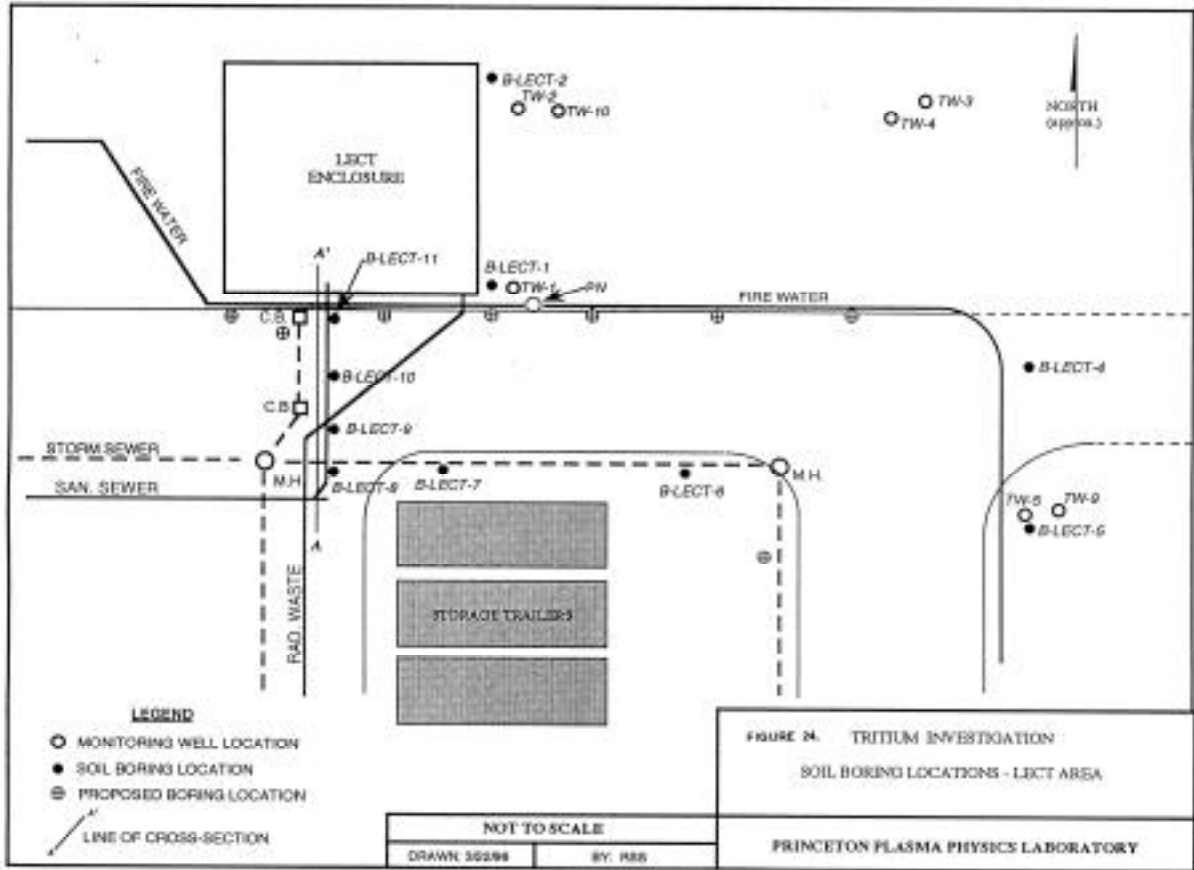 B-LECT-2
TW-2
TW-10
TW-3
TW-4
NORTH
(approx.)
LECT
ENCLOSURE
FIRE WATER
A'
B-LECT-11
B-LECT-1
TW-1
PIV
FIRE WATER
C.B.
B-LECT-4
B-LECT-10
C.B.
B-LECT-9
STORM SEWER
M.H.
B-LECT-8
B-LECT-7
B-LECT-6
M.H.
SAN. SEWER
TW-5
TW-9
B-LECT-5
A
RAD. WASTE
STORAGE TRAILERS
LEGEND
MONITORING WELL LOCATION
SOIL BORING LOCATION
PROPOSED BORING LOCATION
A'
LINE OF CROSS-SECTION
FIGURE 24. TRITIUM INVESTIGATION
SOIL BORING LOCATIONS - LECT AREA
NOT TO SCALE
DRAWN:
BY: RSS
PRINCETON PLASMA PHYSICS LABORATORY